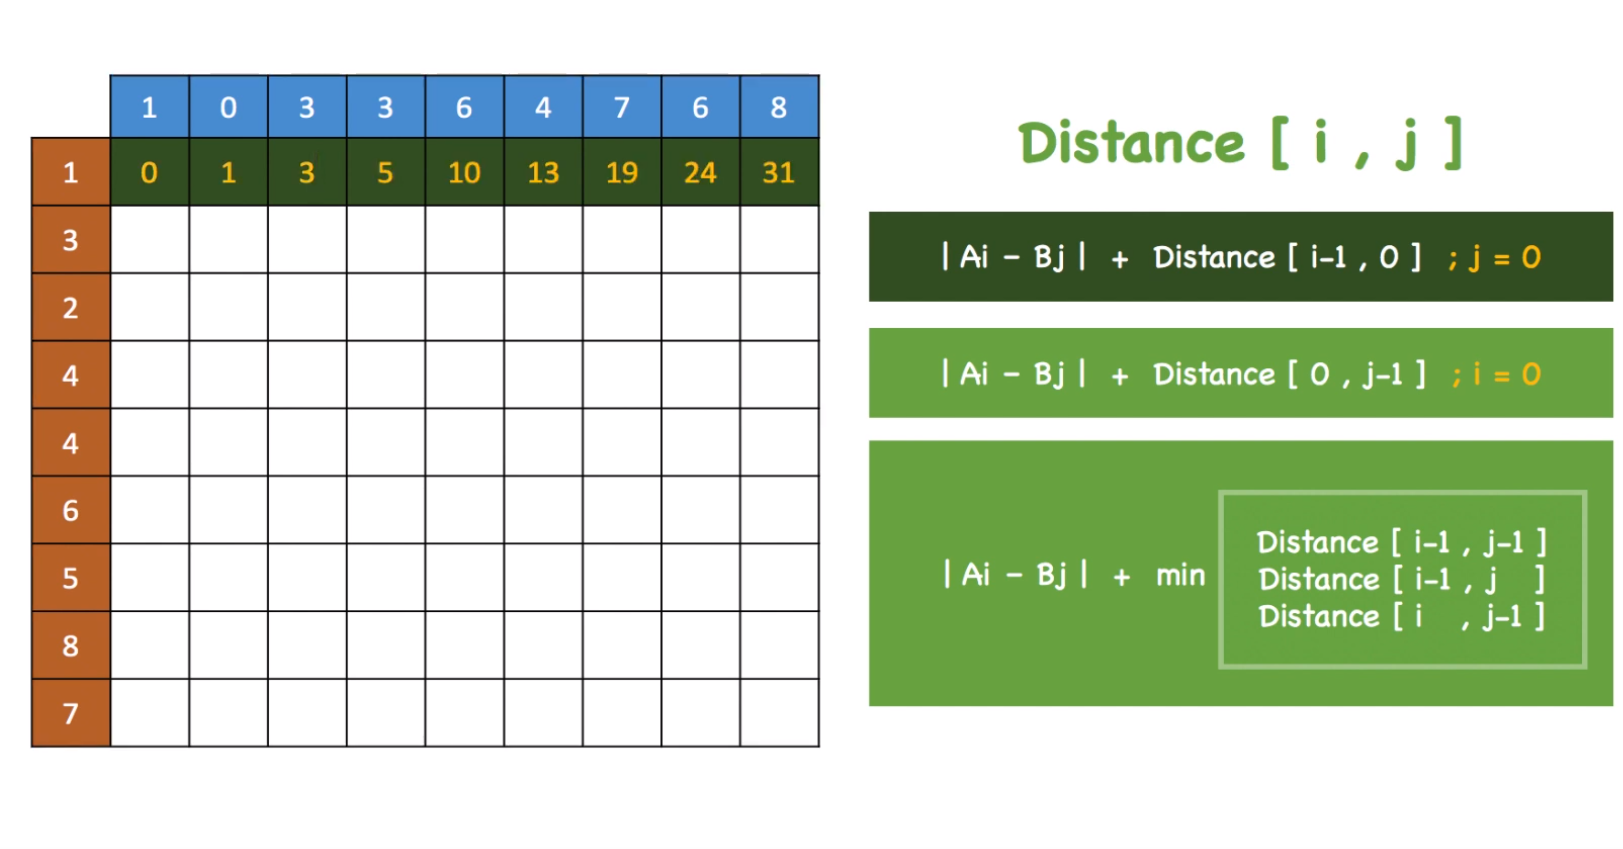 1 0 3 3 6 4 7 6 8
1 0 1 3 5 10 13 19 24 31
3
2
4
4
6
5
8
7
Distance [ i , j ]
| Ai - Bj | + Distance [ i-1 , 0 ] ; j = 0
| Ai - Bj | + Distance [ 0 , j-1 ] ; i = 0
| Ai - Bj | + min
Distance [ i-1 , j-1 ]
Distance [ i-1 , j ]
Distance [ i , j-1 ]